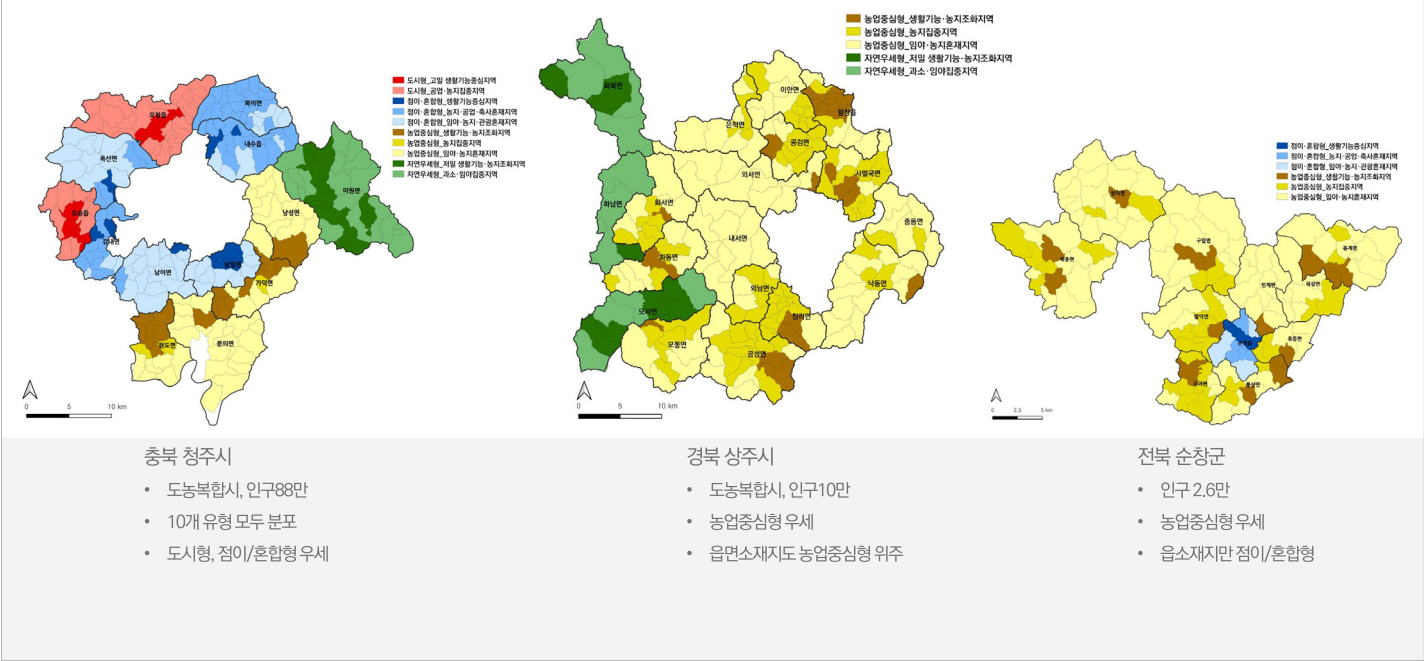 도시형_고밀 생활기능중심지역
도시형_공업·농지집중지역
점이·혼합형_생활기능중심지역
점이·혼합형_농지·공업·축사혼재지역
점이·혼합형_임야·농지·관광혼재지역
농업중심형_생활기능·농지조화지역
농업중심형_농지집중지역
농업중심형_임야·농지혼재지역
자연우세형_저밀 생활기능·농지조화지역
자연우세형_과소·임야집중지역
오창읍
북이면
내수읍
옥산면
미원면
오송읍
낭성면
강내면
남이면
남일면
가덕면
현도면
문의면
0 5 10 km
농업중심형_생활기능·농지조화지역
농업중심형_농지집중지역
농업중심형_임야·농지혼재지역
자연우세형_저밀 생활기능·농지조화지역
자연우세형_과소·임야집중지역
화북면
이안면
함창읍
은척면
공검면
외서면
사벌국면
화남면
화서면
중동면
내서면
화동면
낙동면
외남면
모서면
청리면
모동면
공성면
0 5 10 km
점이·혼합형_생활기능중심지역
점이·혼합형_농지·공업·축사혼재지역
점이·혼합형_임야·농지·관광혼재지역
농업중심형_생활기능·농지조화지역
농업중심형_농지집중지역
농업중심형_임야·농지혼재지역
쌍치면
구림면
동계면
복흥면
인계면
적성면
팔덕면
순창읍
유등면
금과면
풍산면
0 2.5 5 km
충북 청주시
• 도농복합시, 인구88만
• 10개 유형 모두 분포
• 도시형, 점이/혼합형 우세
경북 상주시
• 도농복합시, 인구10만
• 농업중심형 우세
• 읍면소재지도 농업중심형 위주
전북 순창군
• 인구 2.6만
• 농업중심형 우세
• 읍소재지만 점이/혼합형